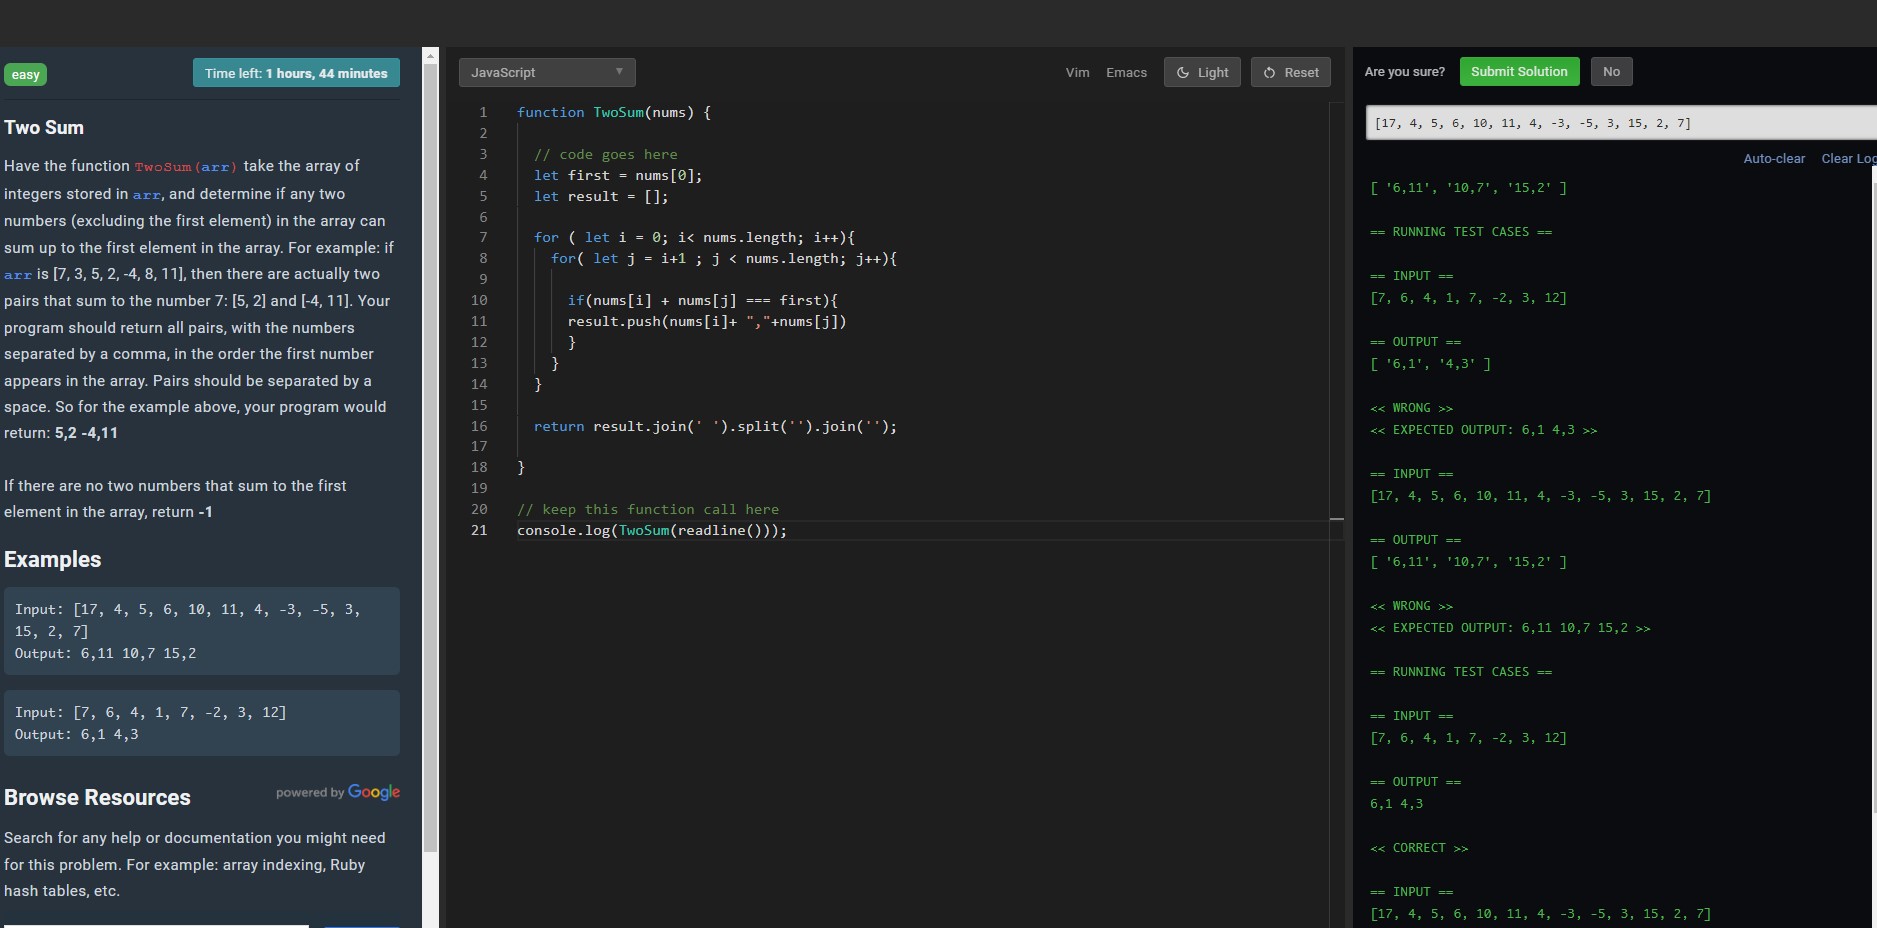 easy
Time left: 1 hours, 44 minutes
Two Sum
Have the function TwoSum(arr) take the array of
integers stored in arr, and determine if any two
numbers (excluding the first element) in the array can
sum up to the first element in the array. For example: if
arr is [7, 3, 5, 2, -4, 8, 11], then there are actually two
pairs that sum to the number 7: [5, 2] and [-4, 11]. Your
program should return all pairs, with the numbers
separated by a comma, in the order the first number
appears in the array. Pairs should be separated by a
space. So for the example above, your program would
return: 5,2 -4,11
If there are no two numbers that sum to the first
element in the array, return -1
Examples
Input: [17, 4, 5, 6, 10, 11, 4, -3, -5, 3,
15, 2, 7]
Output: 6,11 10,7 15,2
Input: [7, 6, 4, 1, 7, -2, 3, 12]
Output: 6,1 4,3
Browse Resources
powered by Google
Search for any help or documentation you might need
for this problem. For example: array indexing, Ruby
hash tables, etc.
JavaScript
Vim Emacs Light Reset
1 function TwoSum(nums) {
2
3 // code goes here
4 let first = nums[0];
5 let result = [];
6
7 for ( let i = 0; i< nums.length; i++){
8 for( let j = i+1 ; j < nums.length; j++){
9
10 if(nums[i] + nums[j] === first){
11 result.push(nums[i]+ ","+nums[j])
12 }
13 }
14 }
15
16 return result.join(' ').split('').join('');
17
18 }
19
20 // keep this function call here
21 console.log(TwoSum(readline()));
Are you sure? Submit Solution No
[17, 4, 5, 6, 10, 11, 4, -3, -5, 3, 15, 2, 7]
Auto-clear Clear Log
[ '6,11', '10,7', '15,2' ]
== RUNNING TEST CASES ==
== INPUT ==
[7, 6, 4, 1, 7, -2, 3, 12]
== OUTPUT ==
[ '6,1', '4,3' ]
<< WRONG >>
<< EXPECTED OUTPUT: 6,1 4,3 >>
== INPUT ==
[17, 4, 5, 6, 10, 11, 4, -3, -5, 3, 15, 2, 7]
== OUTPUT ==
[ '6,11', '10,7', '15,2' ]
<< WRONG >>
<< EXPECTED OUTPUT: 6,11 10,7 15,2 >>
== RUNNING TEST CASES ==
== INPUT ==
[7, 6, 4, 1, 7, -2, 3, 12]
== OUTPUT ==
6,1 4,3
<< CORRECT >>
== INPUT ==
[17, 4, 5, 6, 10, 11, 4, -3, -5, 3, 15, 2, 7]